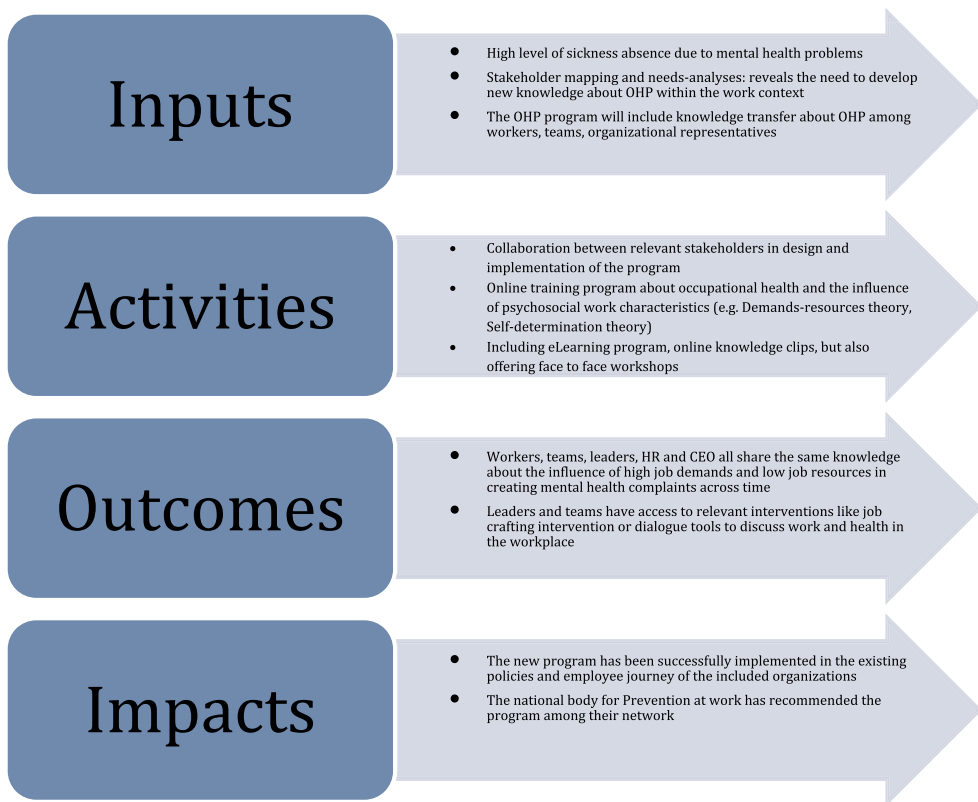 Inputs
● High level of sickness absence due to mental health problems
● Stakeholder mapping and needs-analyses: reveals the need to develop
new knowledge about OHP within the work context
● The OHP program will include knowledge transfer about OHP among
workers, teams, organizational representatives
Activities
• Collaboration between relevant stakeholders in design and
implementation of the program
• Online training program about occupational health and the influence
of psychosocial work characteristics (e.g. Demands-resources theory,
Self-determination theory)
• Including eLearning program, online knowledge clips, but also
offering face to face workshops
Outcomes
● Workers, teams, leaders, HR and CEO all share the same knowledge
about the influence of high job demands and low job resources in
creating mental health complaints across time
● Leaders and teams have access to relevant interventions like job
crafting intervention or dialogue tools to discuss work and health in
the workplace
Impacts
● The new program has been successfully implemented in the existing
policies and employee journey of the included organizations
● The national body for Prevention at work has recommended the
program among their network